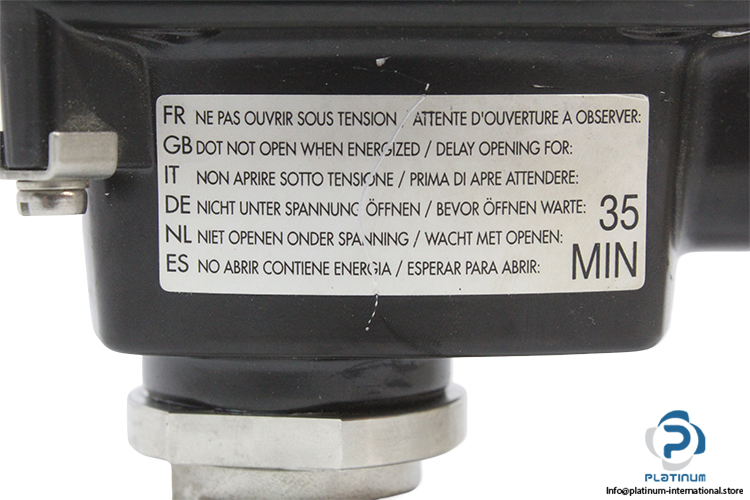 FR NE PAS OUVRIR SOUS TENSION / ATTENTE D'OUVERTURE A OBSERVER:
GB DOT NOT OPEN WHEN ENERGIZED / DELAY OPENING FOR:
IT NON APRIRE SOTTO TENSIONE / PRIMA DI APRE ATTENDERE:
DE NICHT UNTER SPANNUNG ÖFFNEN / BEVOR ÖFFNEN WARTE:
NL NIET OPENEN ONDER SPANNING / WACHT MET OPENEN:
ES NO ABRIR CONTIENE ENERGIA / ESPERAR PARA ABRIR:
35
MIN
PLATINUM
Info@platinum-international.store